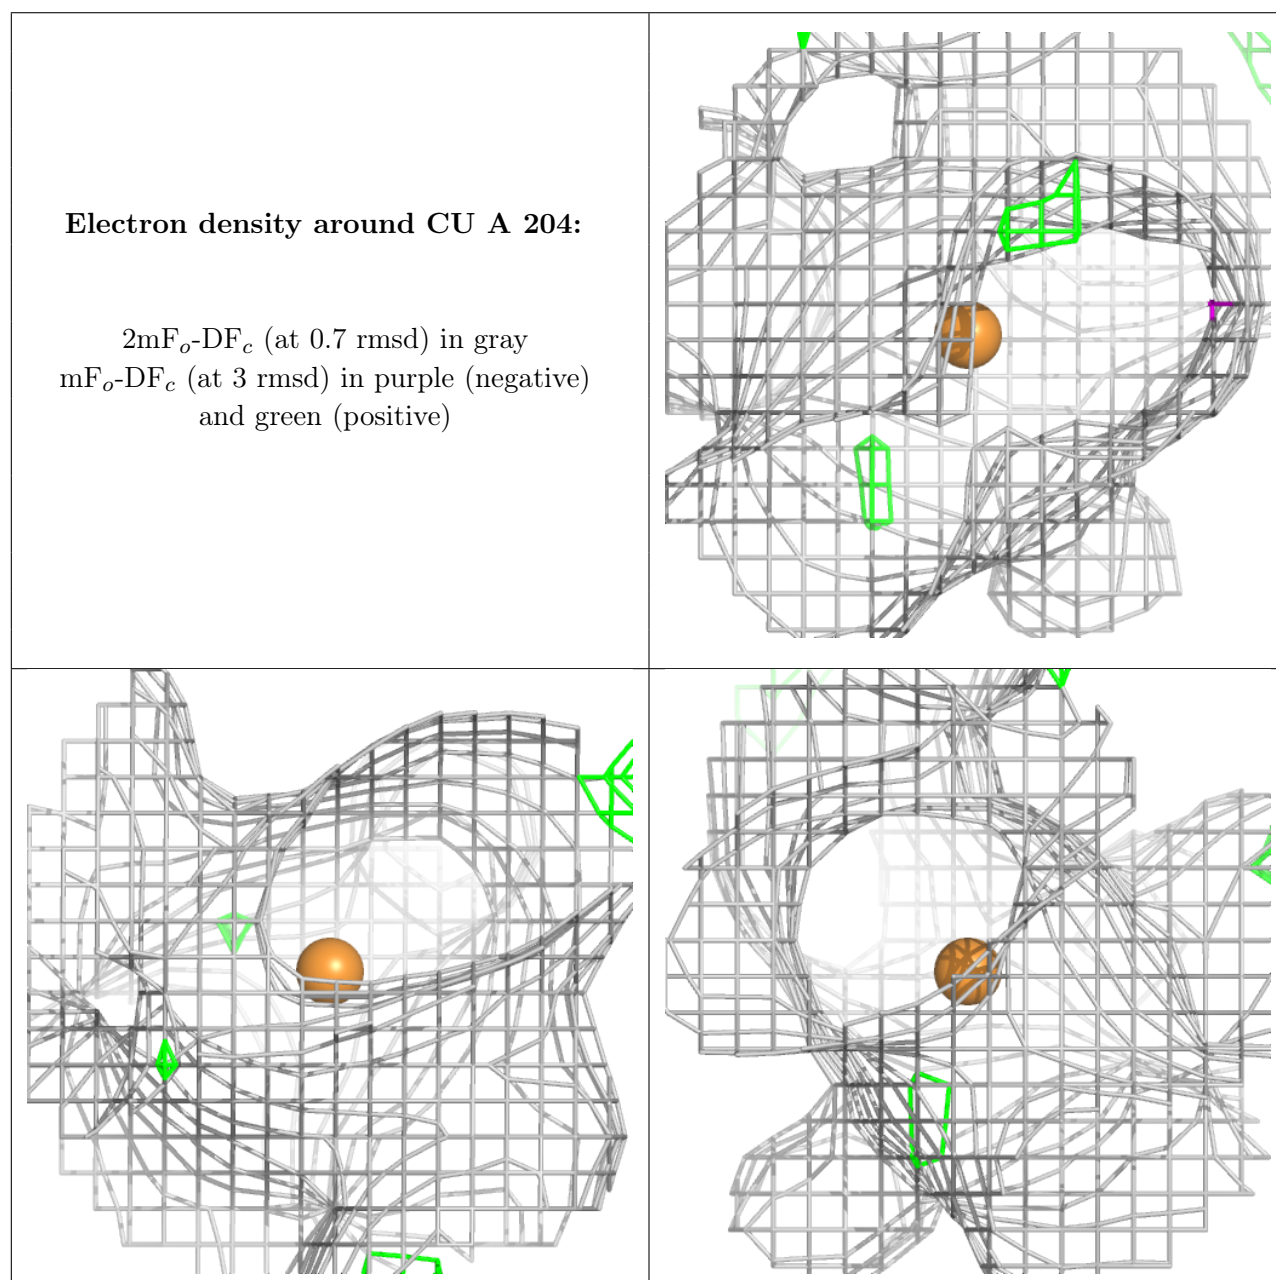 Electron density around CU A 204:
2mFo-DFc (at 0.7 rmsd) in gray
mFo-DFc (at 3 rmsd) in purple (negative)
and green (positive)